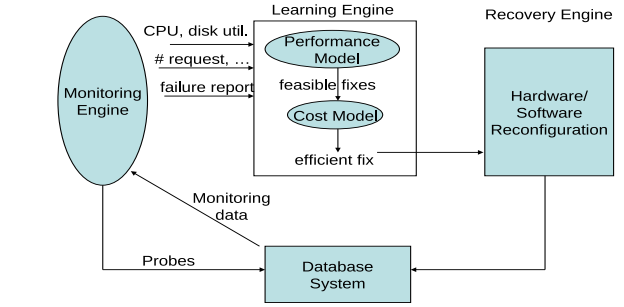 Learning Engine
Recovery Engine
CPU, disk util.
# request, …
failure report
Monitoring
Engine
Performance
Model
feasible fixes
Cost Model
efficient fix
Hardware/
Software
Reconfiguration
Monitoring
data
Probes
Database
System